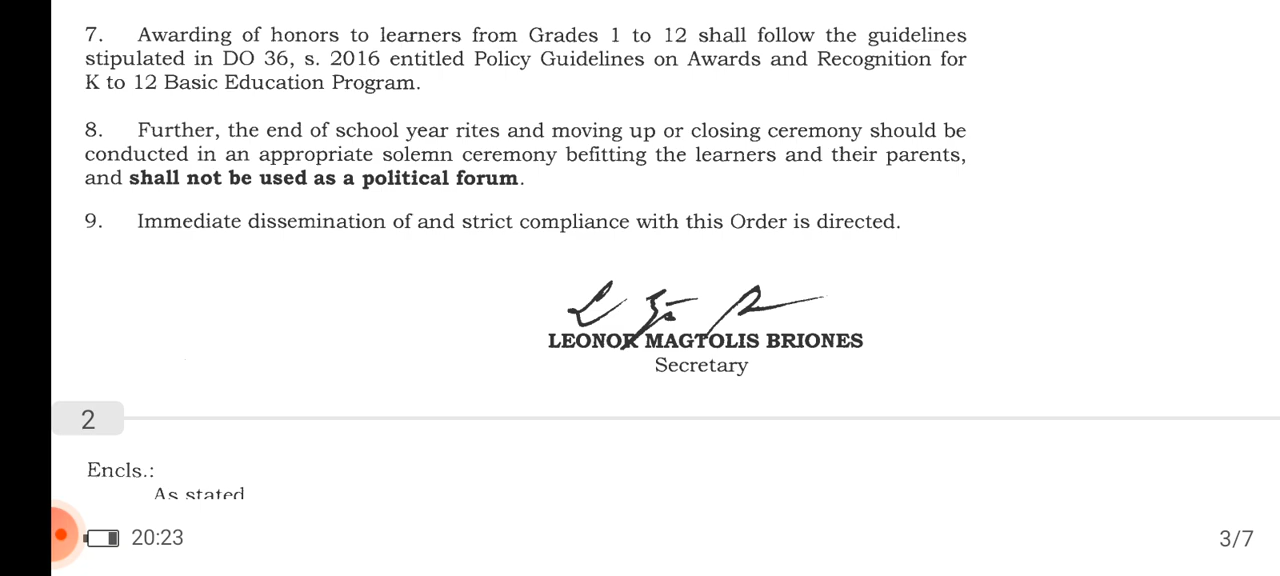 7. Awarding of honors to learners from Grades 1 to 12 shall follow the guidelines
stipulated in DO 36, s. 2016 entitled Policy Guidelines on Awards and Recognition for
K to 12 Basic Education Program.
8. Further, the end of school year rites and moving up or closing ceremony should be
conducted in an appropriate solemn ceremony befitting the learners and their parents,
and shall not be used as a political forum.
9. Immediate dissemination of and strict compliance with this Order is directed.
LEONOR MAGTOLIS BRIONES
Secretary
2
Encls.:
As stated
20:23
3/7